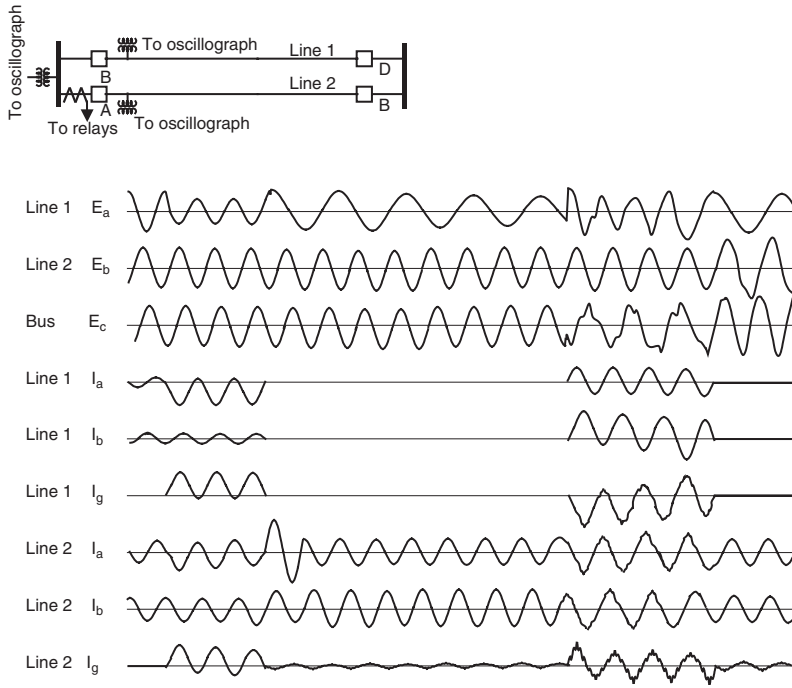 To oscillograph
To oscillograph
Line 1
B
D
Line 2
A
B
To relays
To oscillograph
Line 1 Ea
Line 2 Eb
Bus Ec
Line 1 Ia
Line 1 Ib
Line 1 Ig
Line 2 Ia
Line 2 Ib
Line 2 Ig